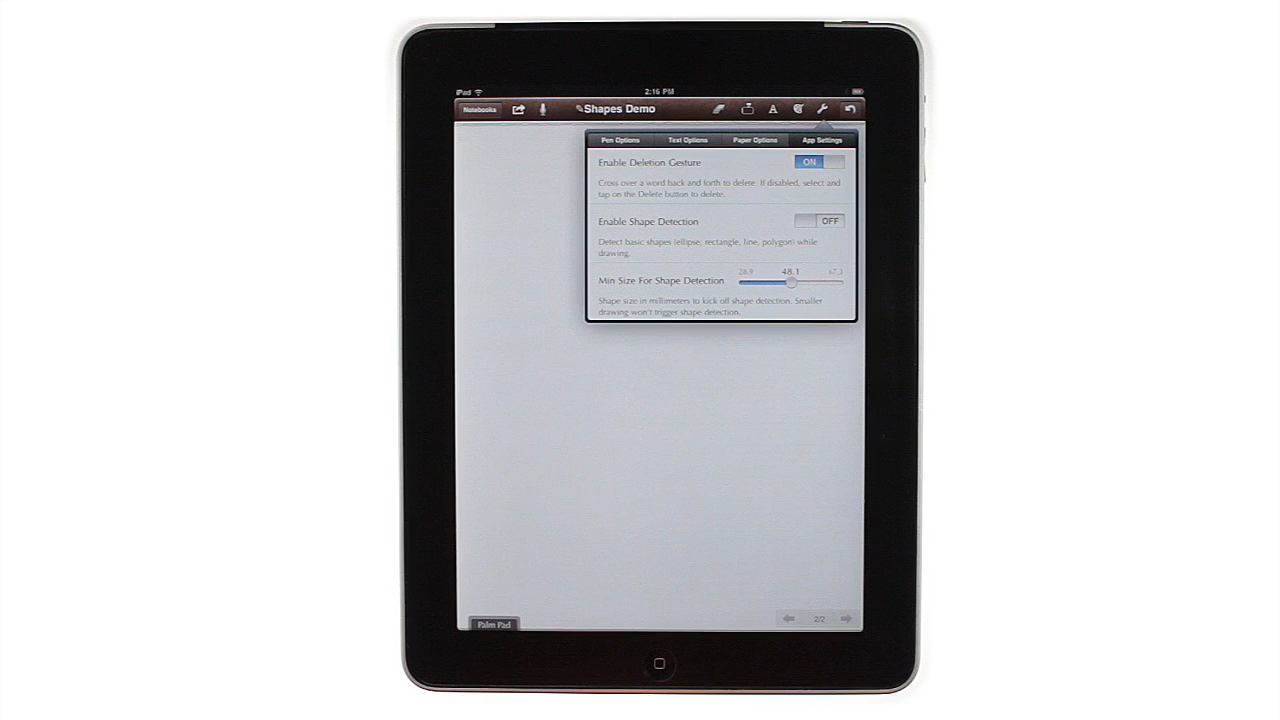 iPad 2:16 PM
Notebooks ✎Shapes Demo A
Pen Options Text Options Paper Options App Settings
Enable Deletion Gesture ON
Cross over a word back and forth to delete. If disabled, select and
tap on the Delete button to delete.
Enable Shape Detection OFF
Detect basic shapes (ellipse, rectangle, line, polygon) while
drawing.
28.9 48.1 67.3
Min Size For Shape Detection
Shape size in millimeters to kick off shape detection. Smaller
drawing won't trigger shape detection.
Palm Pad 2/2